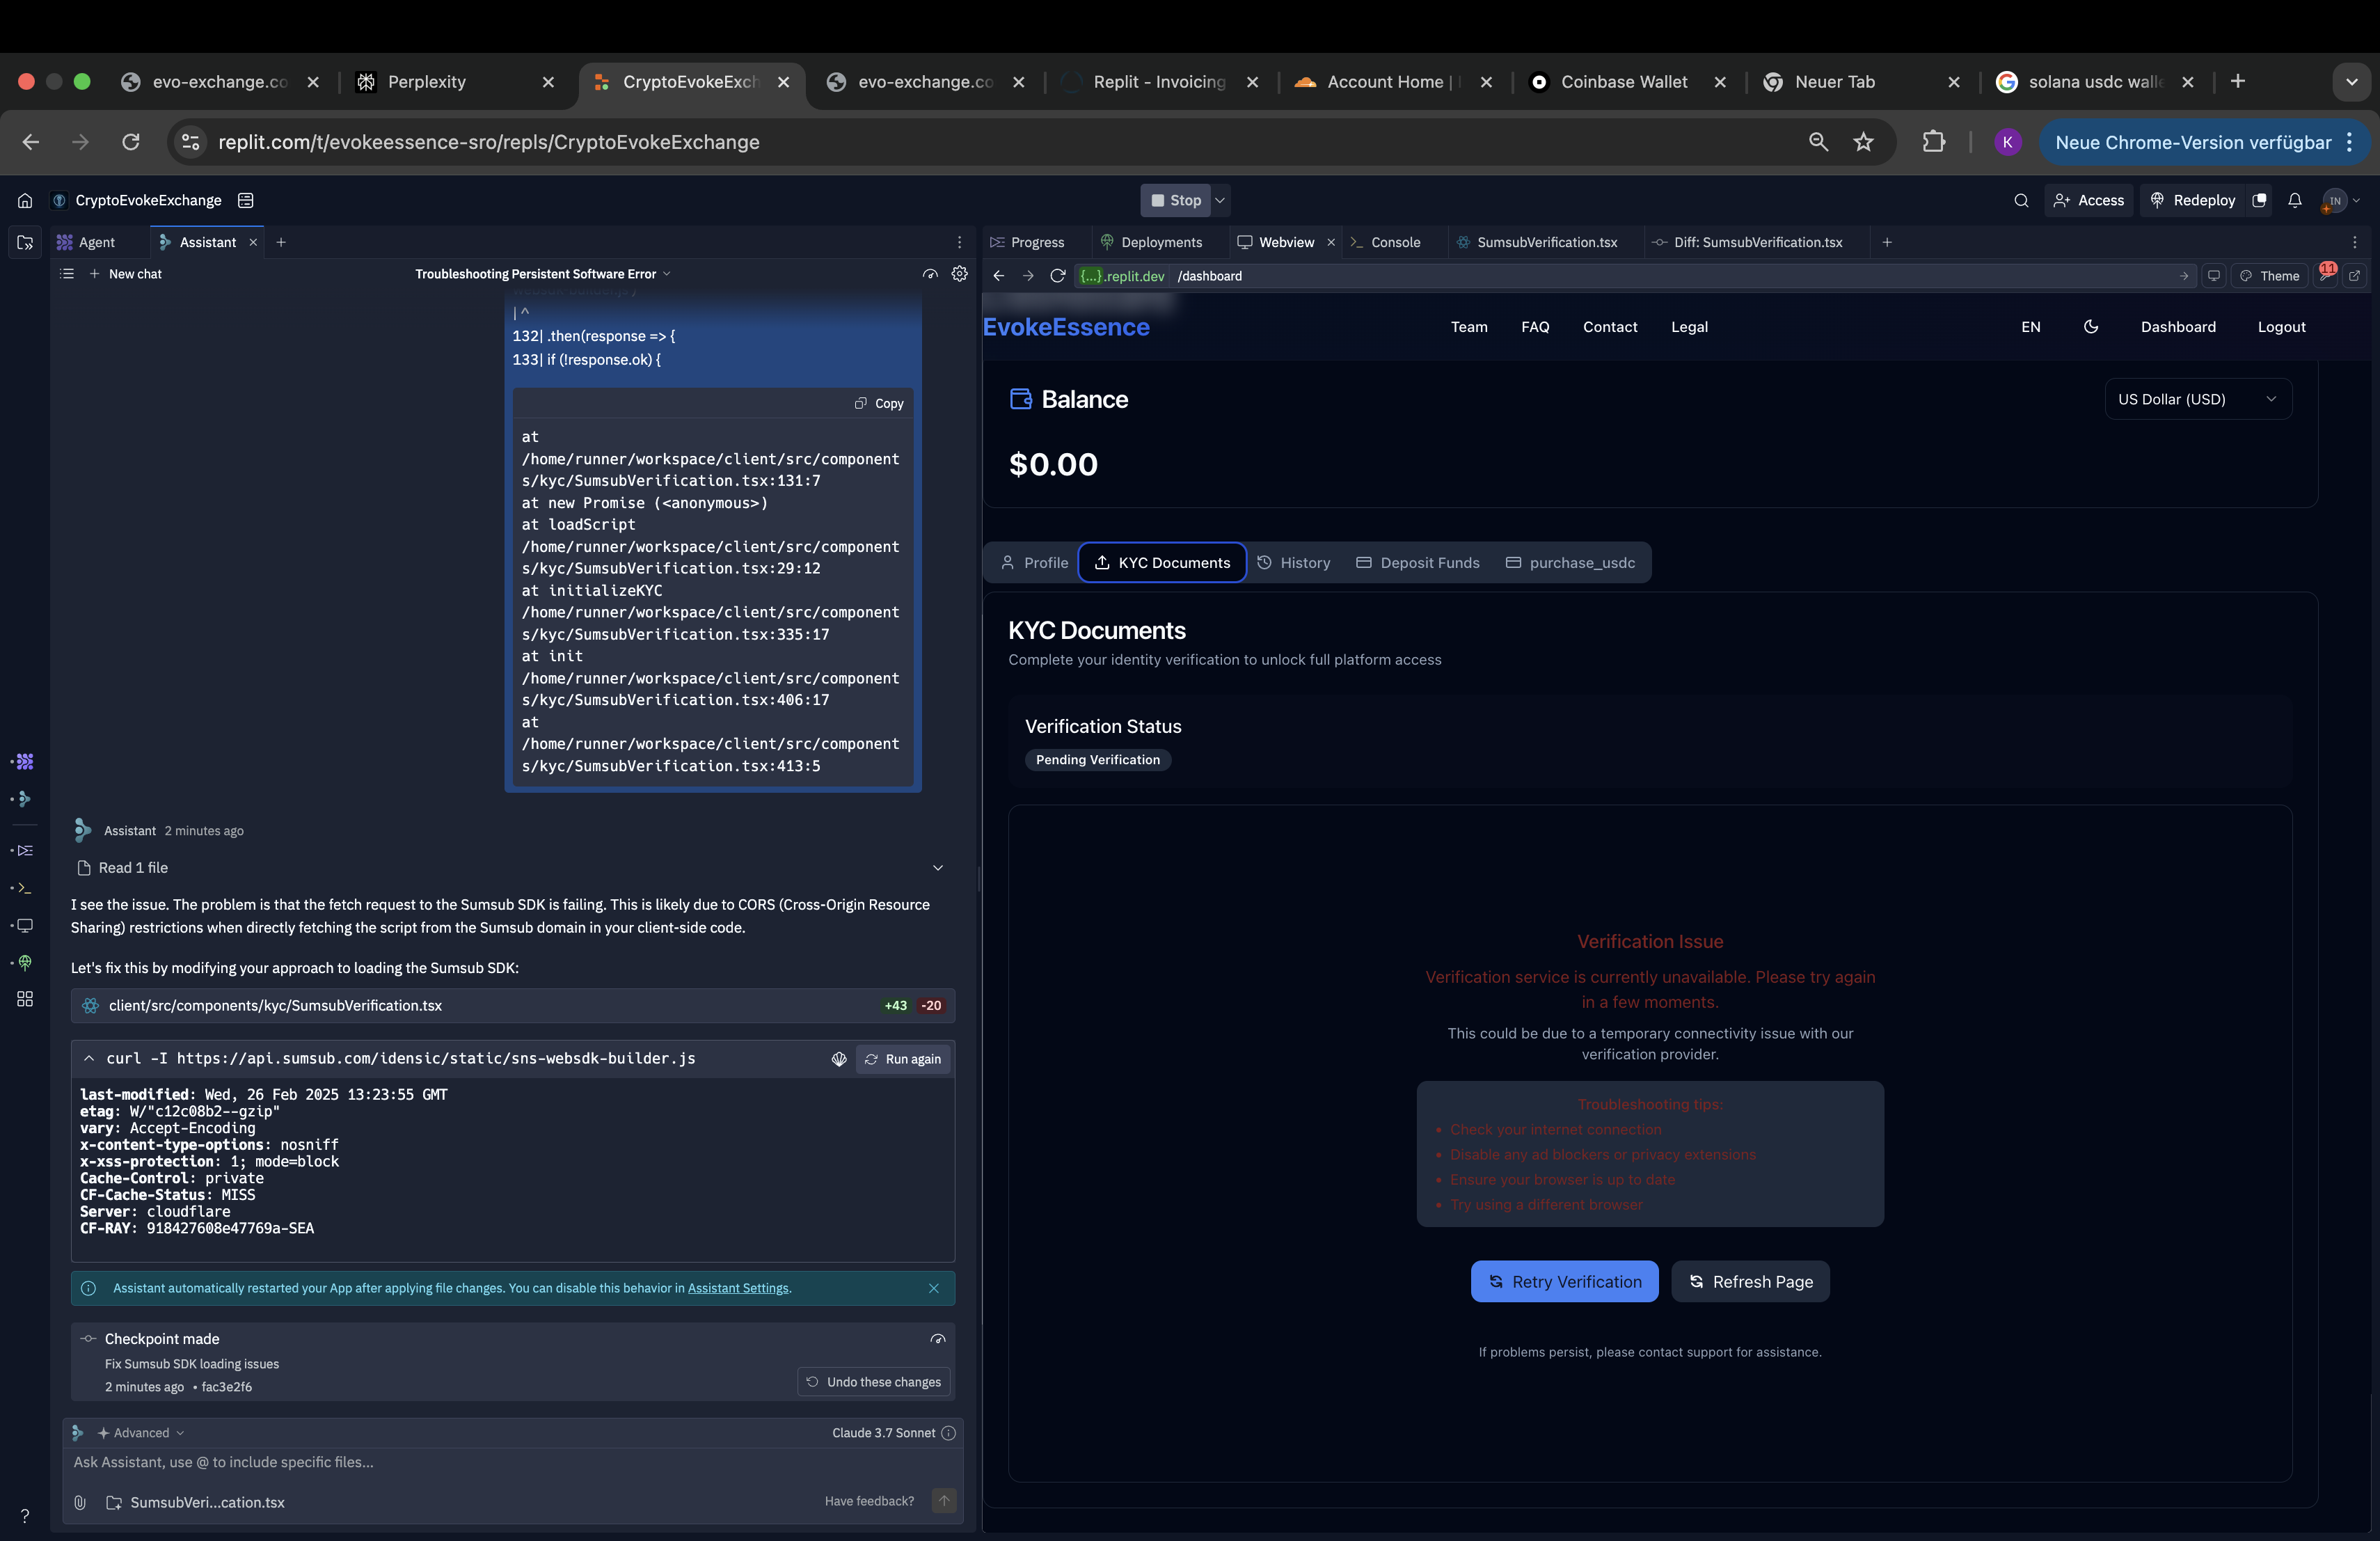 evo-exchange.co
Perplexity
CryptoEvokeExch
evo-exchange.co
Replit - Invoicing
Account Home |
Coinbase Wallet
Neuer Tab
solana usdc walle
replit.com/t/evokeessence-sro/repls/CryptoEvokeExchange
K
Neue Chrome-Version verfügbar
CryptoEvokeExchange
Stop
Access
Redeploy
IN
Agent
Assistant
New chat
Troubleshooting Persistent Software Error
| ^
132| .then(response => {
133| if (!response.ok) {
Copy
at
/home/runner/workspace/client/src/component
s/kyc/SumsubVerification.tsx:131:7
at new Promise (<anonymous>)
at loadScript
/home/runner/workspace/client/src/component
s/kyc/SumsubVerification.tsx:29:12
at initializeKYC
/home/runner/workspace/client/src/component
s/kyc/SumsubVerification.tsx:335:17
at init
/home/runner/workspace/client/src/component
s/kyc/SumsubVerification.tsx:406:17
at
/home/runner/workspace/client/src/component
s/kyc/SumsubVerification.tsx:413:5
Assistant 2 minutes ago
Read 1 file
I see the issue. The problem is that the fetch request to the Sumsub SDK is failing. This is likely due to CORS (Cross-Origin Resource
Sharing) restrictions when directly fetching the script from the Sumsub domain in your client-side code.
Let's fix this by modifying your approach to loading the Sumsub SDK:
client/src/components/kyc/SumsubVerification.tsx +43 -20
curl -I https://api.sumsub.com/idensic/static/sns-websdk-builder.js
Run again
last-modified: Wed, 26 Feb 2025 13:23:55 GMT
etag: W/"c12c08b2--gzip"
vary: Accept-Encoding
x-content-type-options: nosniff
x-xss-protection: 1; mode=block
Cache-Control: private
CF-Cache-Status: MISS
Server: cloudflare
CF-RAY: 918427608e47769a-SEA
Assistant automatically restarted your App after applying file changes. You can disable this behavior in Assistant Settings.
Checkpoint made
Fix Sumsub SDK loading issues
2 minutes ago • fac3e2f6
Undo these changes
Advanced
Claude 3.7 Sonnet
Ask Assistant, use @ to include specific files...
SumsubVeri...cation.tsx
Have feedback?
Progress
Deployments
Webview
Console
SumsubVerification.tsx
Diff: SumsubVerification.tsx
{...}.replit.dev /dashboard
Theme
11
EvokeEssence
Team
FAQ
Contact
Legal
EN
Dashboard
Logout
Balance
US Dollar (USD)
$0.00
Profile
KYC Documents
History
Deposit Funds
purchase_usdc
KYC Documents
Complete your identity verification to unlock full platform access
Verification Status
Pending Verification
Verification Issue
Verification service is currently unavailable. Please try again
in a few moments.
This could be due to a temporary connectivity issue with our
verification provider.
Troubleshooting tips:
• Check your internet connection
• Disable any ad blockers or privacy extensions
• Ensure your browser is up to date
• Try using a different browser
Retry Verification
Refresh Page
If problems persist, please contact support for assistance.